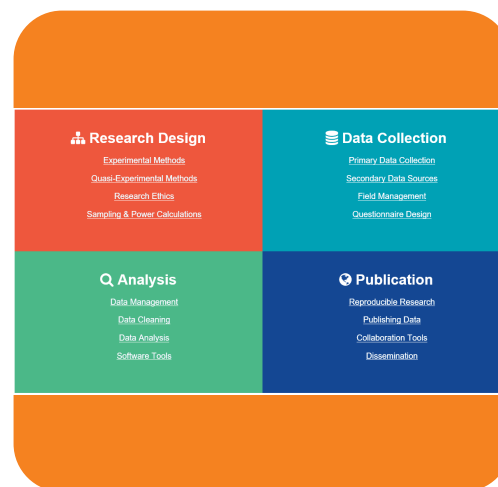 Research Design
Experimental Methods
Quasi-Experimental Methods
Research Ethics
Sampling & Power Calculations
Data Collection
Primary Data Collection
Secondary Data Sources
Field Management
Questionnaire Design
Analysis
Data Management
Data Cleaning
Data Analysis
Software Tools
Publication
Reproducible Research
Publishing Data
Collaboration Tools
Dissemination